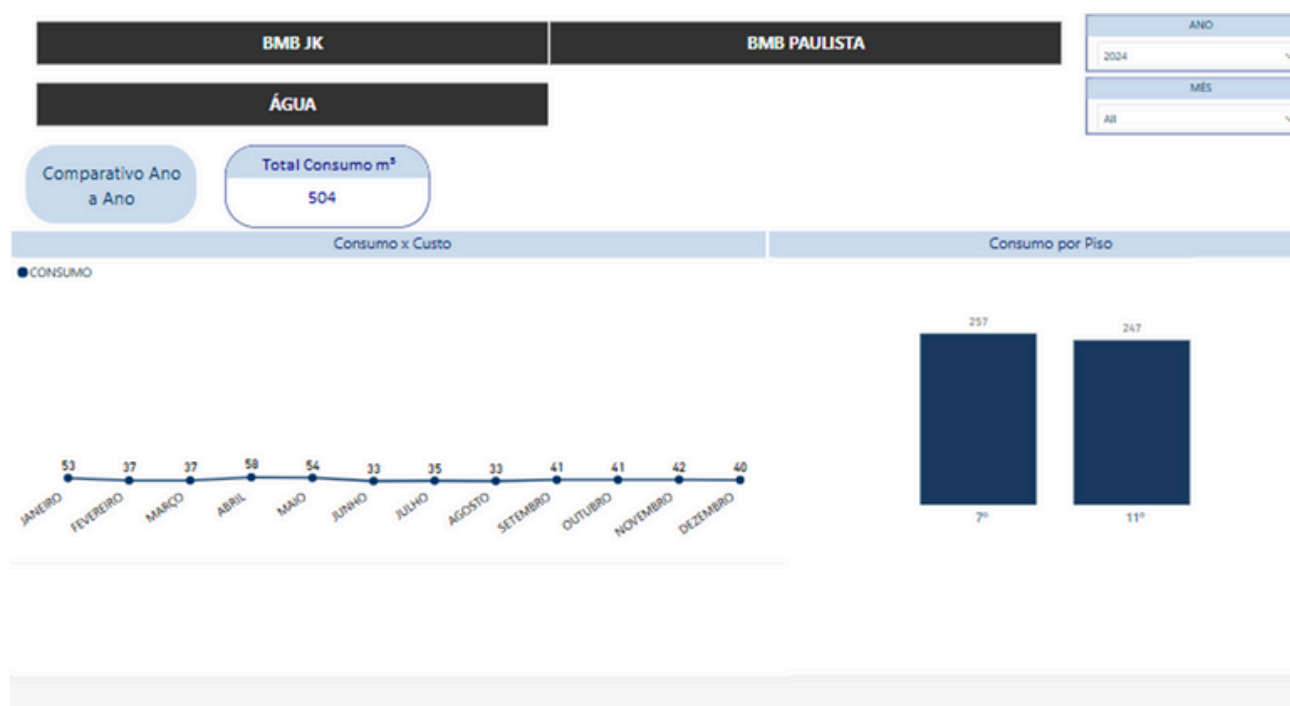 BMB JK
BMB PAULISTA
ANO
2024
MÊS
All
ÁGUA
Comparativo Ano
a Ano
Total Consumo m³
504
Consumo x Custo
Consumo por Piso
CONSUMO
53 37 37 58 54 33 35 33 41 41 42 40
JANEIRO FEVEREIRO MARÇO ABRIL MAIO JUNHO JULHO AGOSTO SETEMBRO OUTUBRO NOVEMBRO DEZEMBRO
257 247
7º 11º